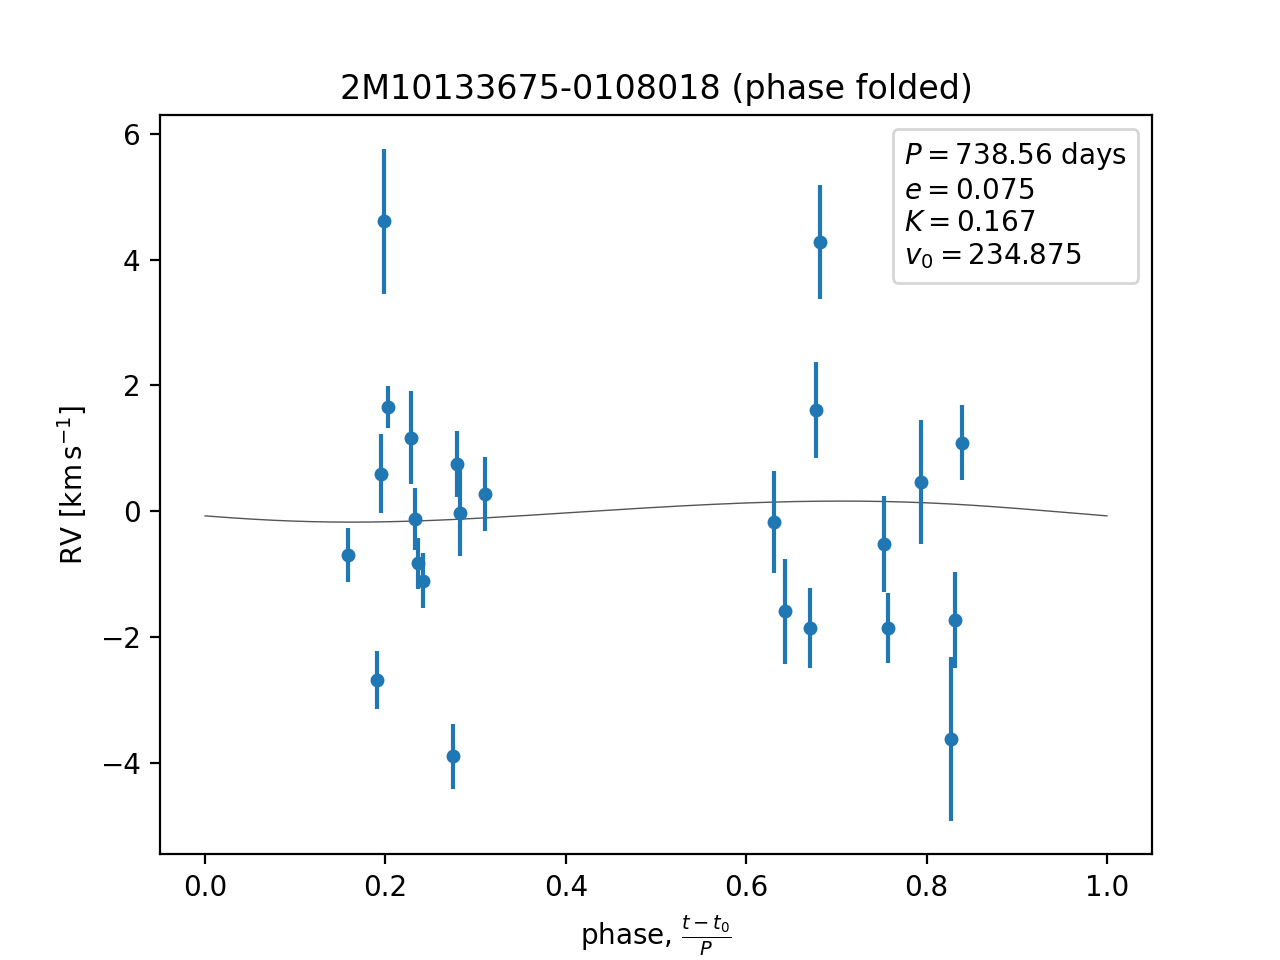 2M10133675-0108018 (phase folded)
P = 738.56 days
e = 0.075
K = 0.167
v₀ = 234.875
6
4
2
0
−2
−4
RV [km s⁻¹]
0.0 0.2 0.4 0.6 0.8 1.0
phase, (t − t₀)/P